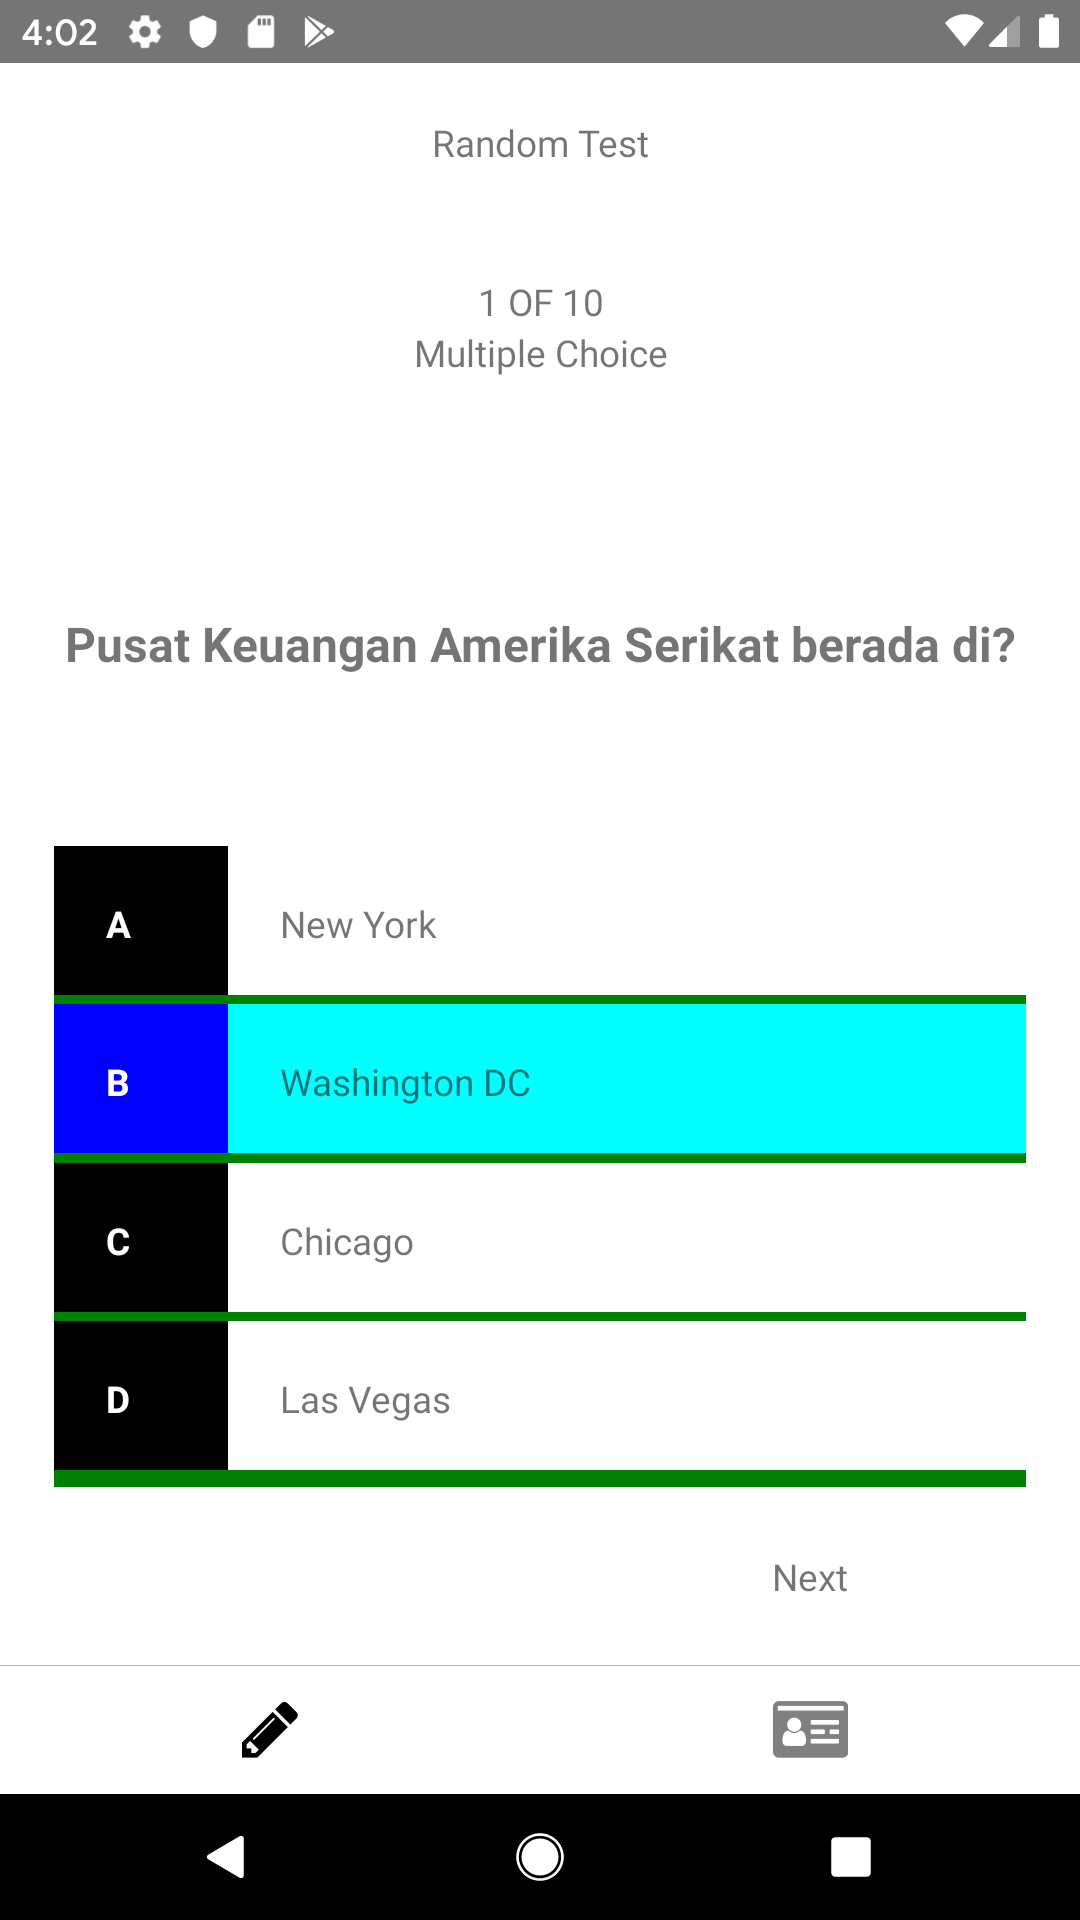 4:02
Random Test
1 OF 10
Multiple Choice
Pusat Keuangan Amerika Serikat berada di?
A New York
B Washington DC
C Chicago
D Las Vegas
Next